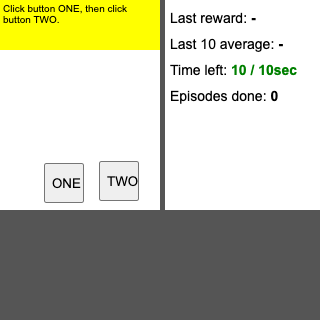 Click button ONE, then click
button TWO.
ONE
TWO
Last reward: -
Last 10 average: -
Time left: 10 / 10sec
Episodes done: 0